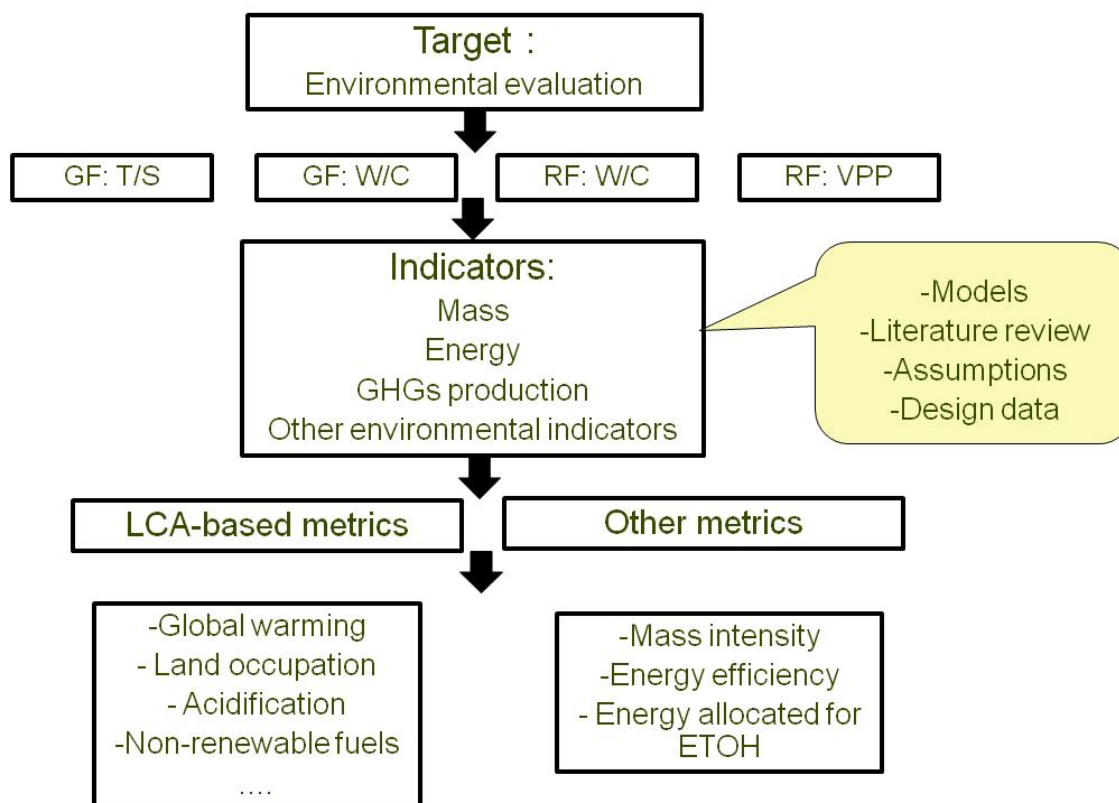 Target :
Environmental evaluation
GF: T/S
GF: W/C
RF: W/C
RF: VPP
Indicators:
Mass
Energy
GHGs production
Other environmental indicators
-Models
-Literature review
-Assumptions
-Design data
LCA-based metrics
Other metrics
-Global warming
- Land occupation
- Acidification
-Non-renewable fuels
....
-Mass intensity
-Energy efficiency
- Energy allocated for
ETOH